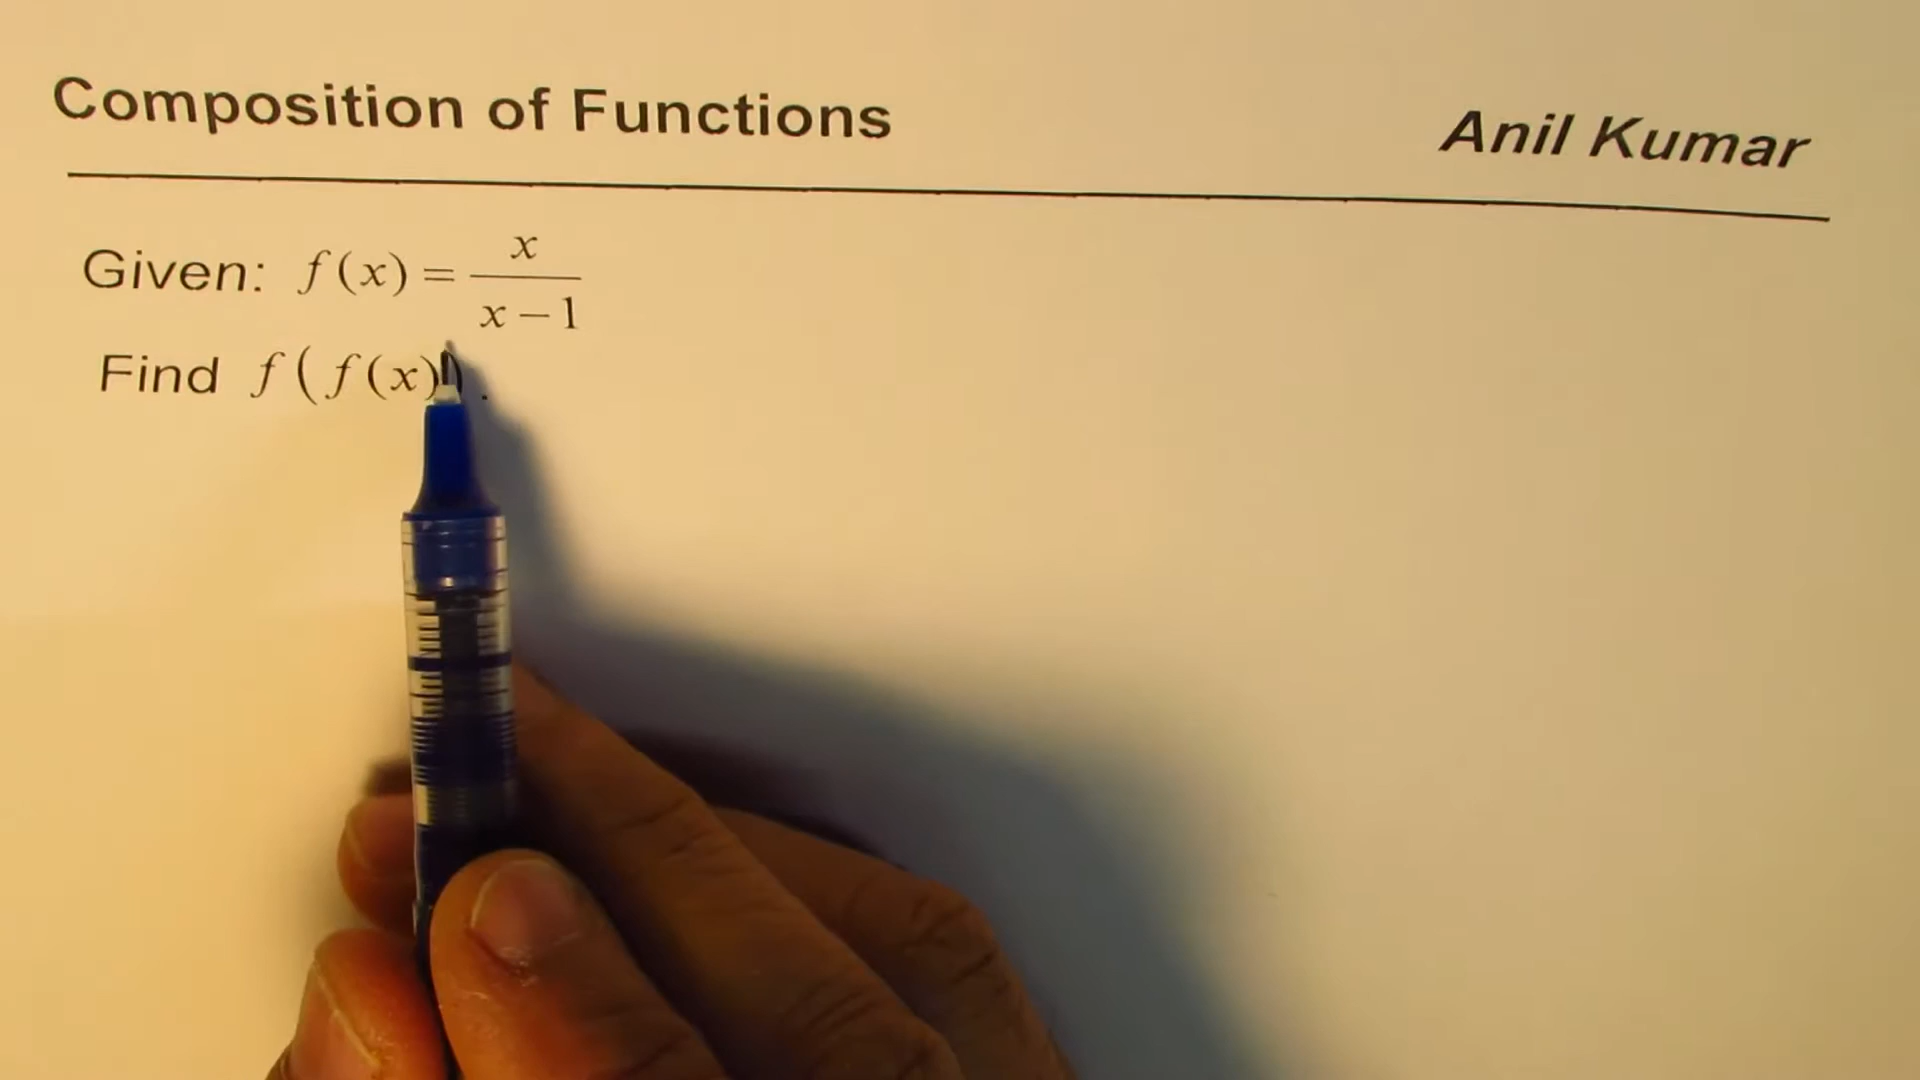 Composition of Functions
Anil Kumar
Given: f(x) = x / (x − 1)
Find f(f(x)).